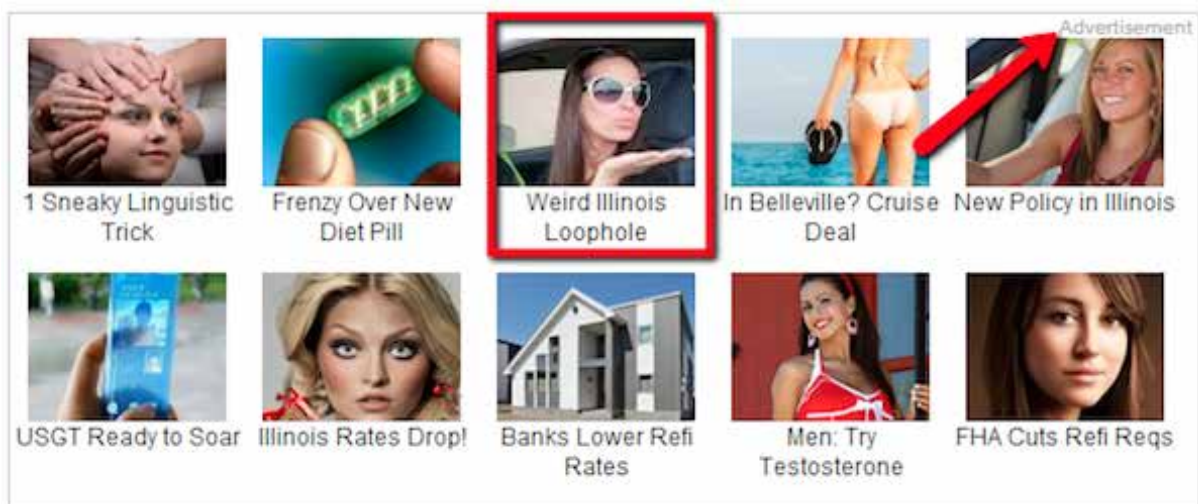 Advertisement
1 Sneaky Linguistic
Trick
Frenzy Over New
Diet Pill
Weird Illinois
Loophole
In Belleville? Cruise
Deal
New Policy in Illinois
USGT Ready to Soar
Illinois Rates Drop!
Banks Lower Refi
Rates
Men: Try
Testosterone
FHA Cuts Refi Reqs